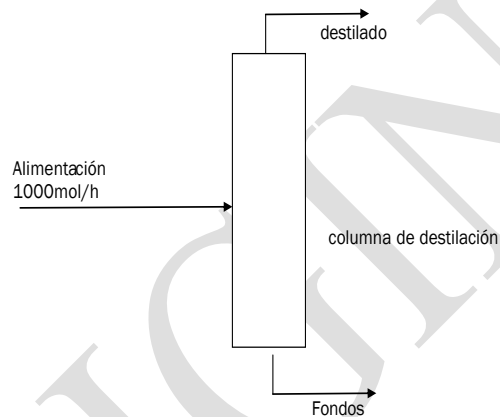 destilado
Alimentación
1000mol/h
columna de destilación
Fondos